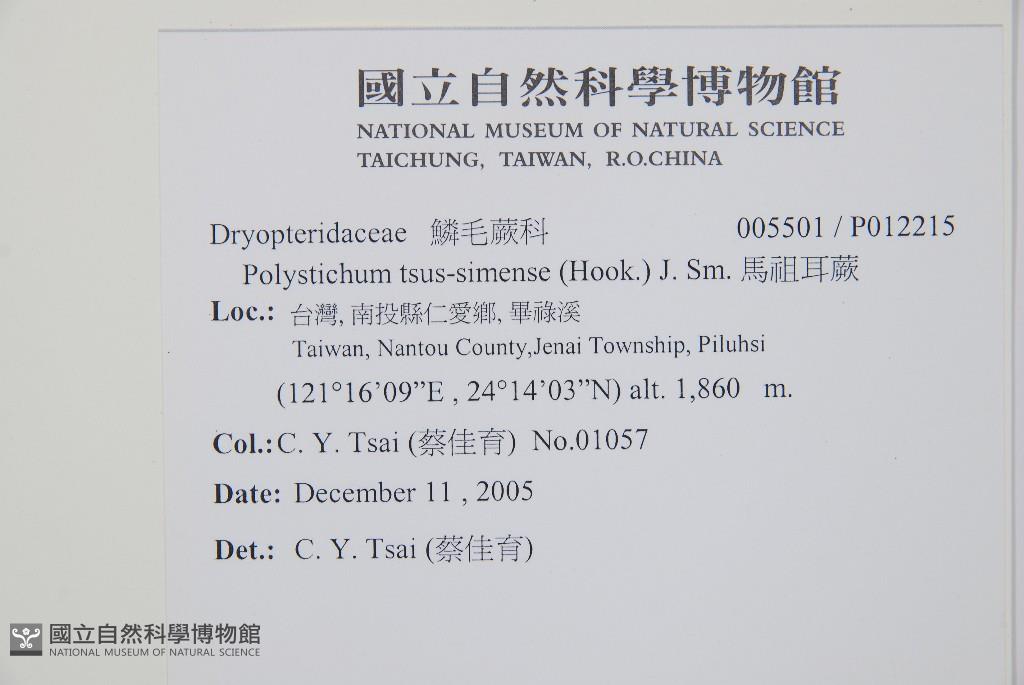 國立自然科學博物館
NATIONAL MUSEUM OF NATURAL SCIENCE
TAICHUNG, TAIWAN, R.O.CHINA
Dryopteridaceae 鱗毛蕨科 005501 / P012215
Polystichum tsus-simense (Hook.) J. Sm. 馬祖耳蕨
Loc.: 台灣, 南投縣仁愛鄉, 畢祿溪
Taiwan, Nantou County,Jenai Township, Piluhsi
(121°16’09”E , 24°14’03”N) alt. 1,860 m.
Col.: C. Y. Tsai (蔡佳育) No.01057
Date: December 11 , 2005
Det.: C. Y. Tsai (蔡佳育)
國立自然科學博物館
NATIONAL MUSEUM OF NATURAL SCIENCE